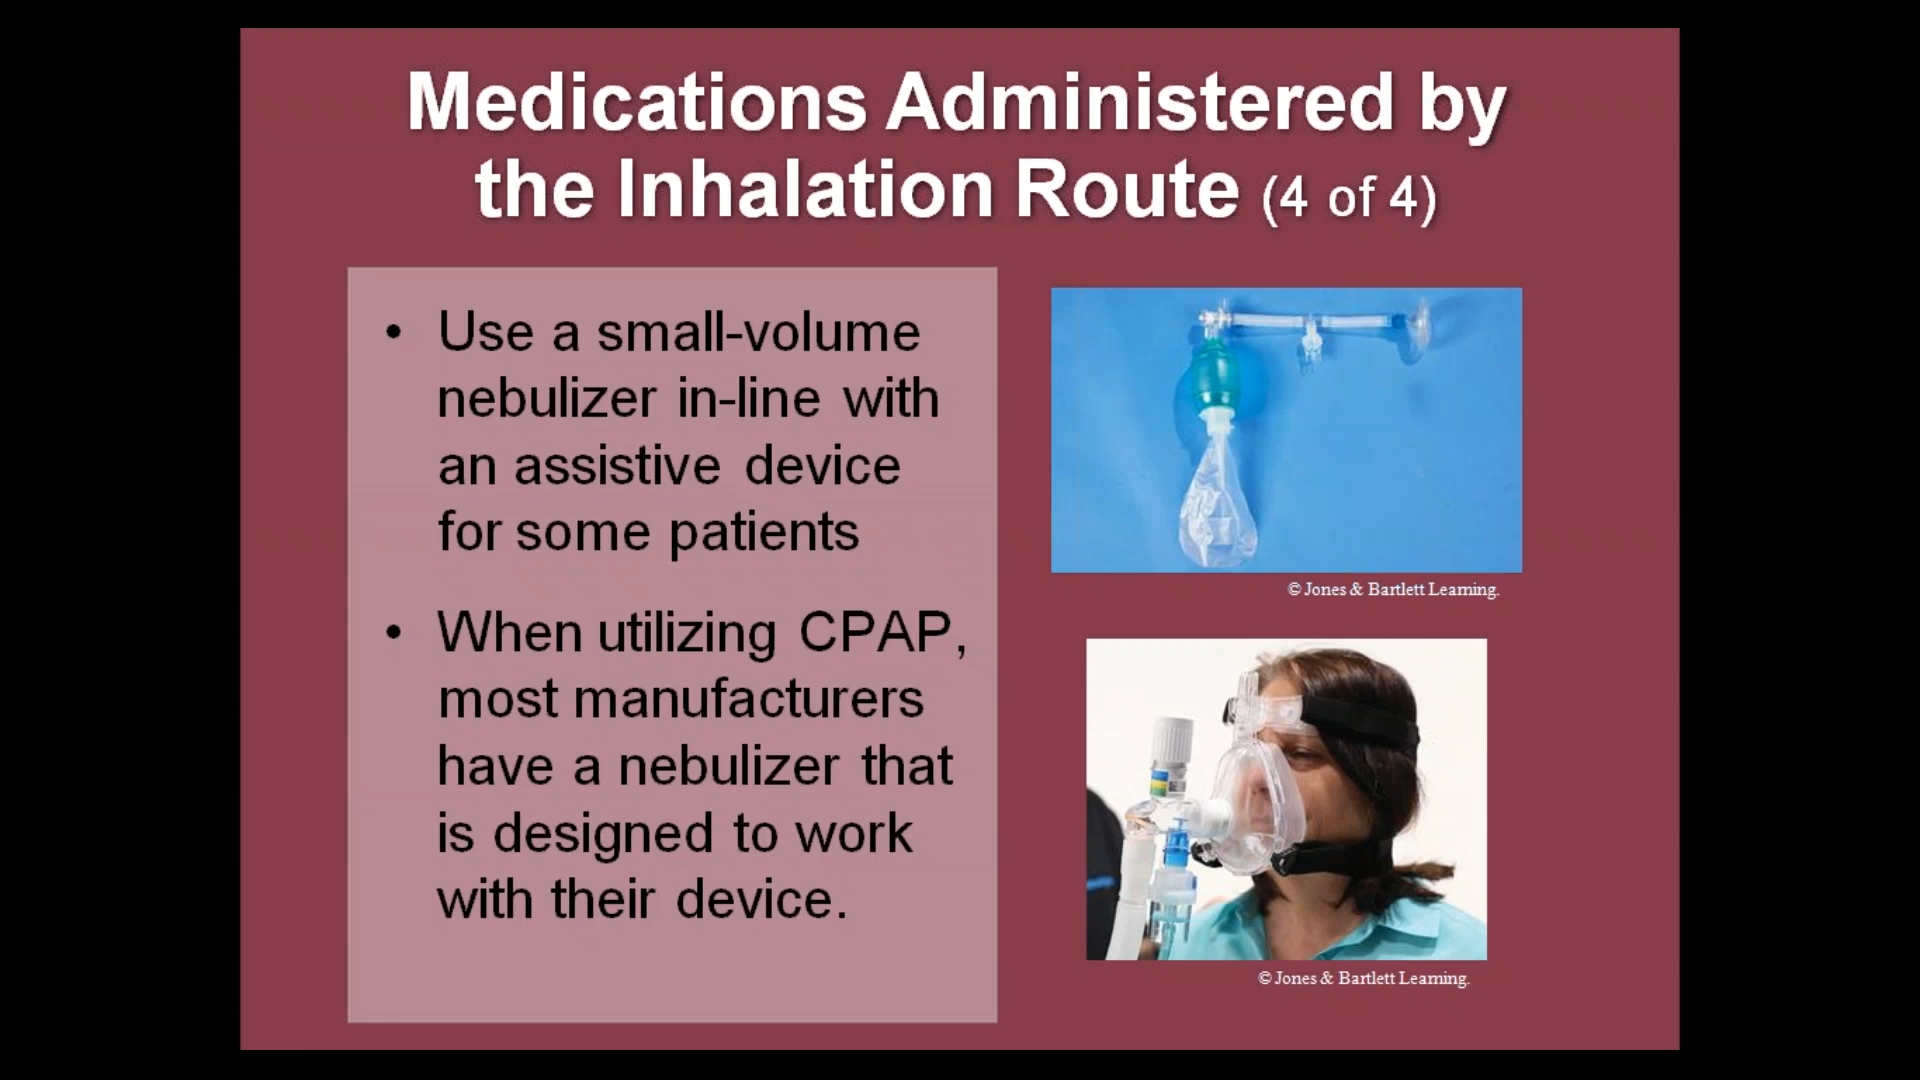 Medications Administered by
the Inhalation Route (4 of 4)
• Use a small-volume
nebulizer in-line with
an assistive device
for some patients
• When utilizing CPAP,
most manufacturers
have a nebulizer that
is designed to work
with their device.
© Jones & Bartlett Learning.
© Jones & Bartlett Learning.